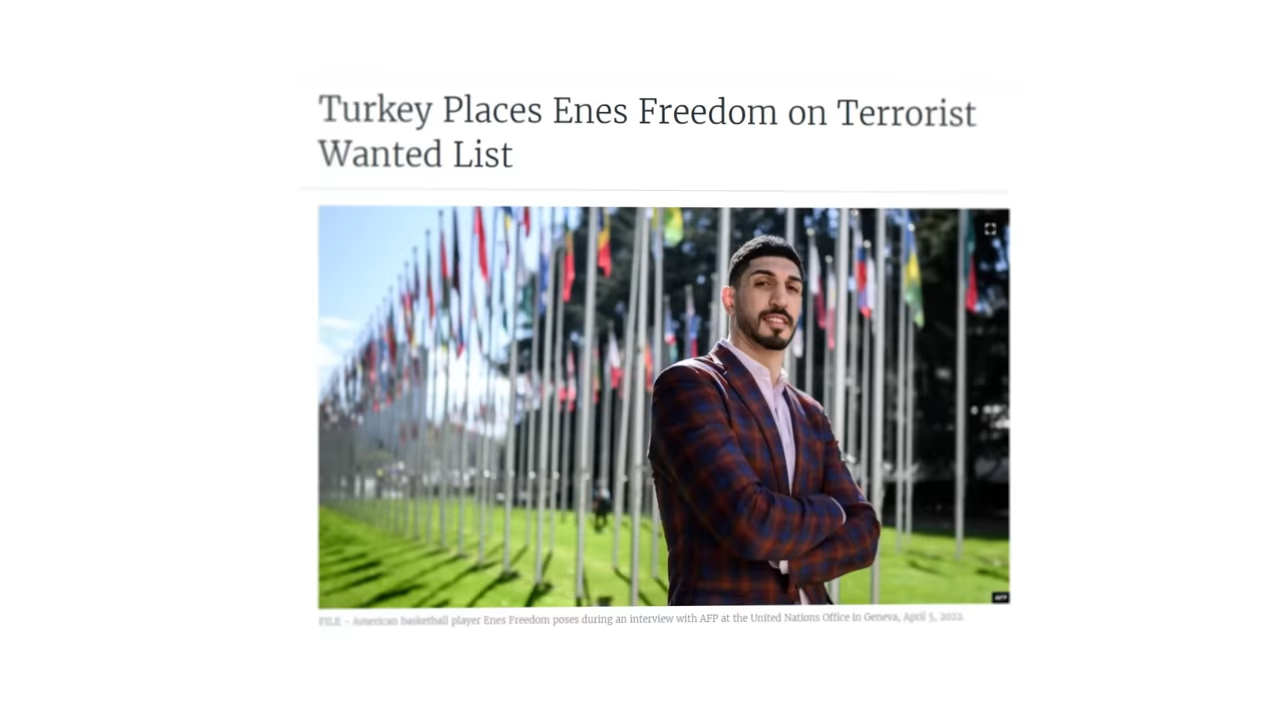 Turkey Places Enes Freedom on Terrorist
Wanted List
AFP
FILE - American basketball player Enes Freedom poses during an interview with AFP at the United Nations Office in Geneva, April 5, 2022.